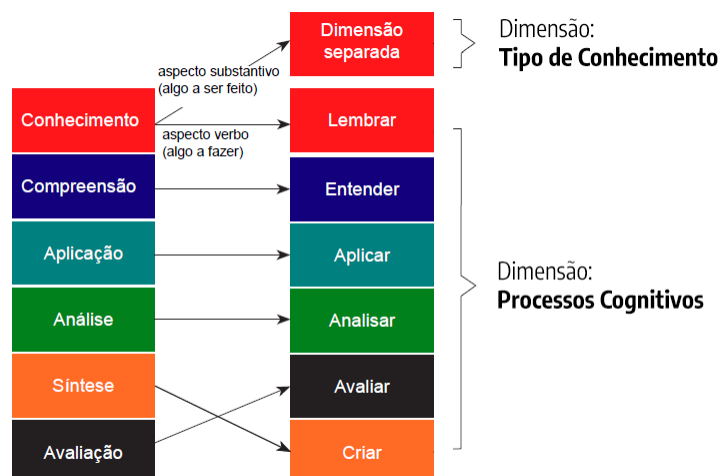 Dimensão
separada
Dimensão:
Tipo de Conhecimento
aspecto substantivo
(algo a ser feito)
Conhecimento
aspecto verbo
(algo a fazer)
Lembrar
Compreensão
Entender
Aplicação
Aplicar
Dimensão:
Processos Cognitivos
Análise
Analisar
Síntese
Avaliar
Avaliação
Criar